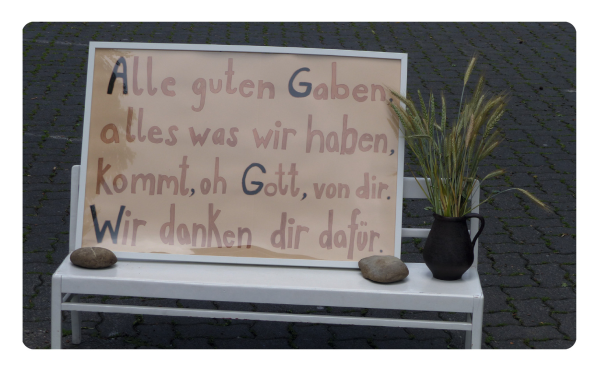 Alle guten Gaben,
alles was wir haben,
kommt, oh Gott, von dir.
Wir danken dir dafür.